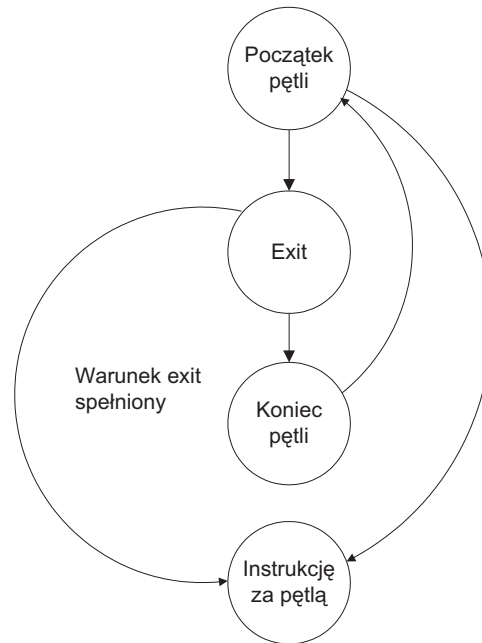 Początek
pętli
Exit
Warunek exit
spełniony
Koniec
pętli
Instrukcję
za pętlą